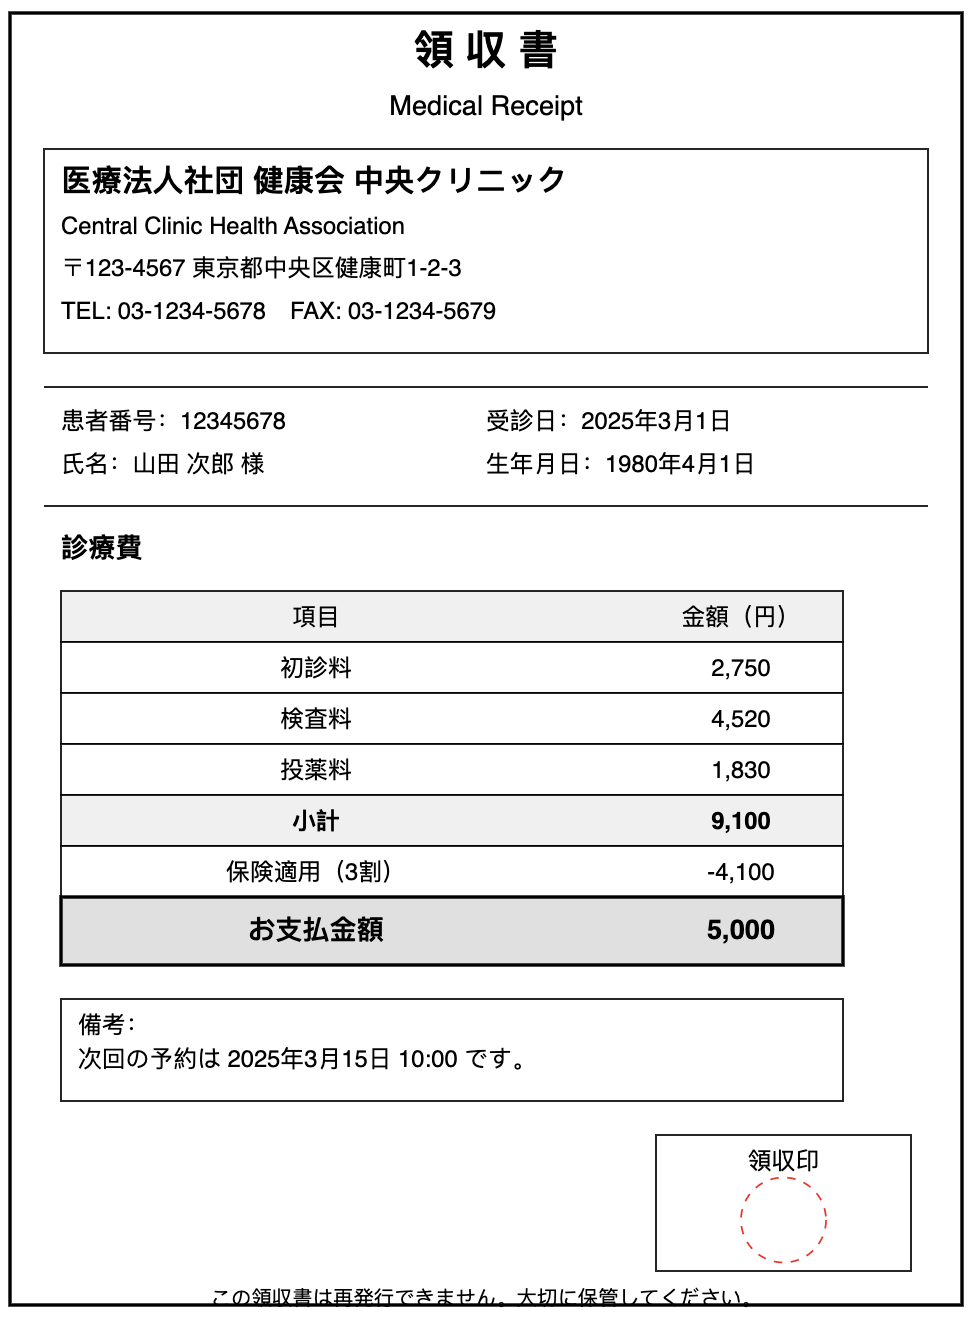 領収書
Medical Receipt
医療法人社団 健康会 中央クリニック
Central Clinic Health Association
〒123-4567 東京都中央区健康町1-2-3
TEL: 03-1234-5678　FAX: 03-1234-5679
患者番号：12345678　受診日：2025年3月1日
氏名：山田 次郎 様　生年月日：1980年4月1日
診療費
項目　金額（円）
初診料　2,750
検査料　4,520
投薬料　1,830
小計　9,100
保険適用（3割）　-4,100
お支払金額　5,000
備考：
次回の予約は 2025年3月15日 10:00 です。
領収印
この領収書は再発行できません。大切に保管してください。